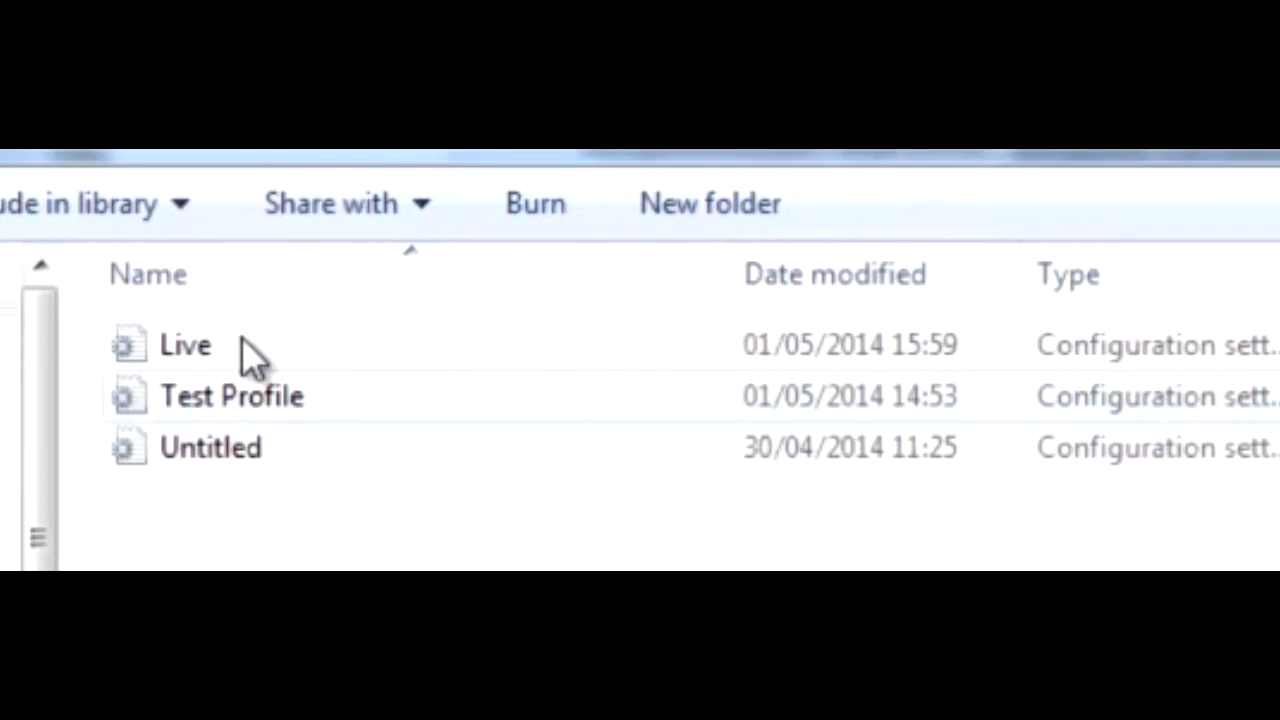 ude in library Share with Burn New folder
Name Date modified Type
Live 01/05/2014 15:59 Configuration sett...
Test Profile 01/05/2014 14:53 Configuration sett...
Untitled 30/04/2014 11:25 Configuration sett...